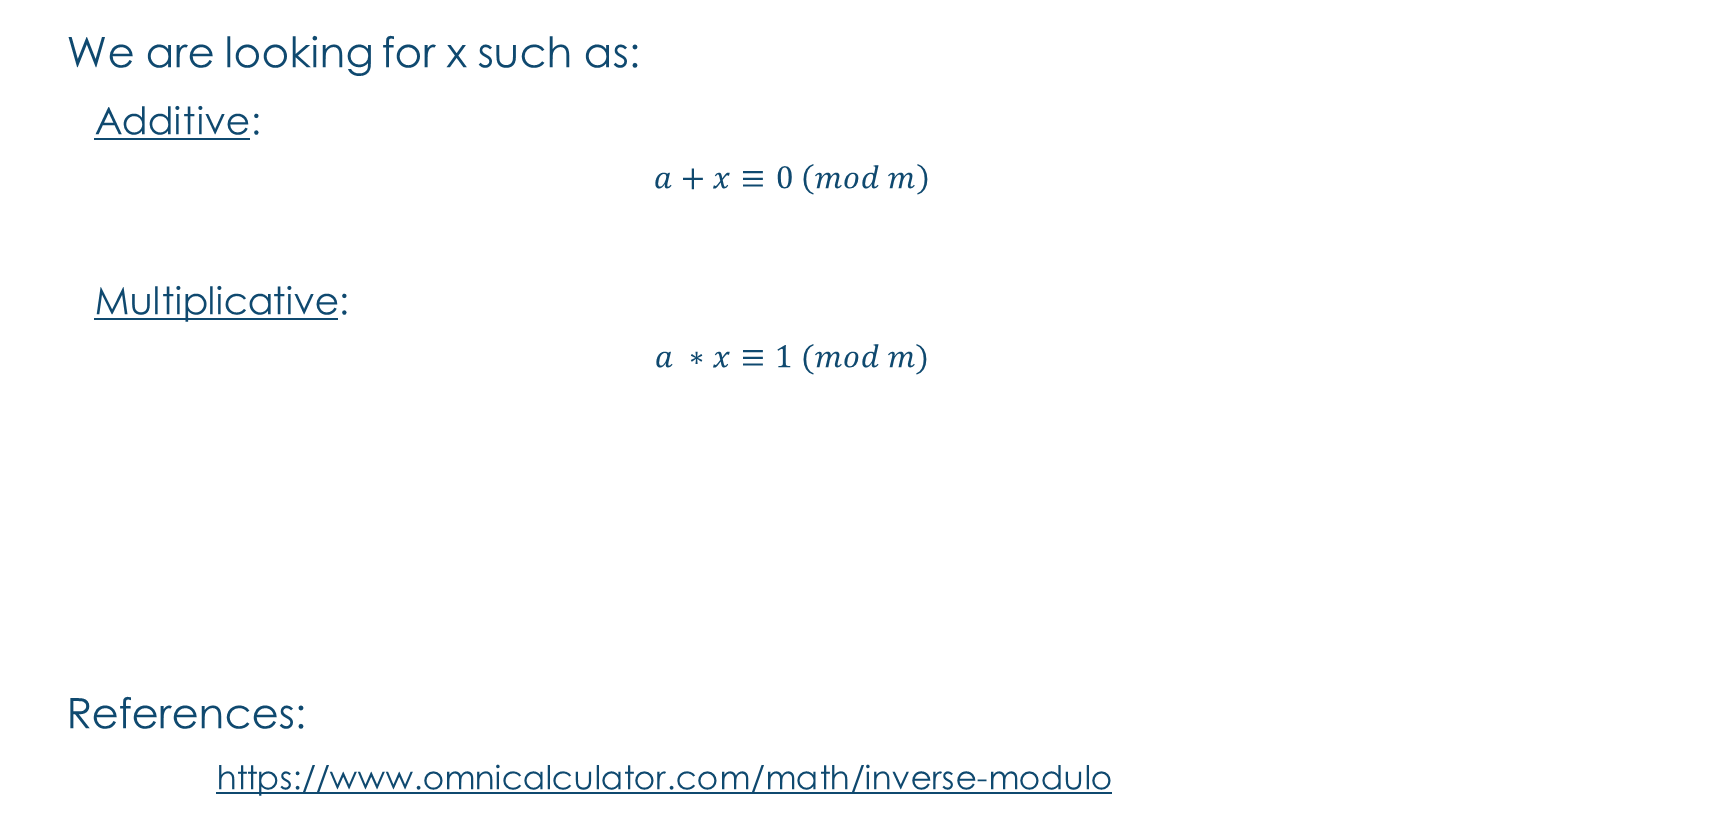 We are looking for x such as:
Additive:
a + x ≡ 0 (mod m)
Multiplicative:
a ∗ x ≡ 1 (mod m)
References:
https://www.omnicalculator.com/math/inverse-modulo